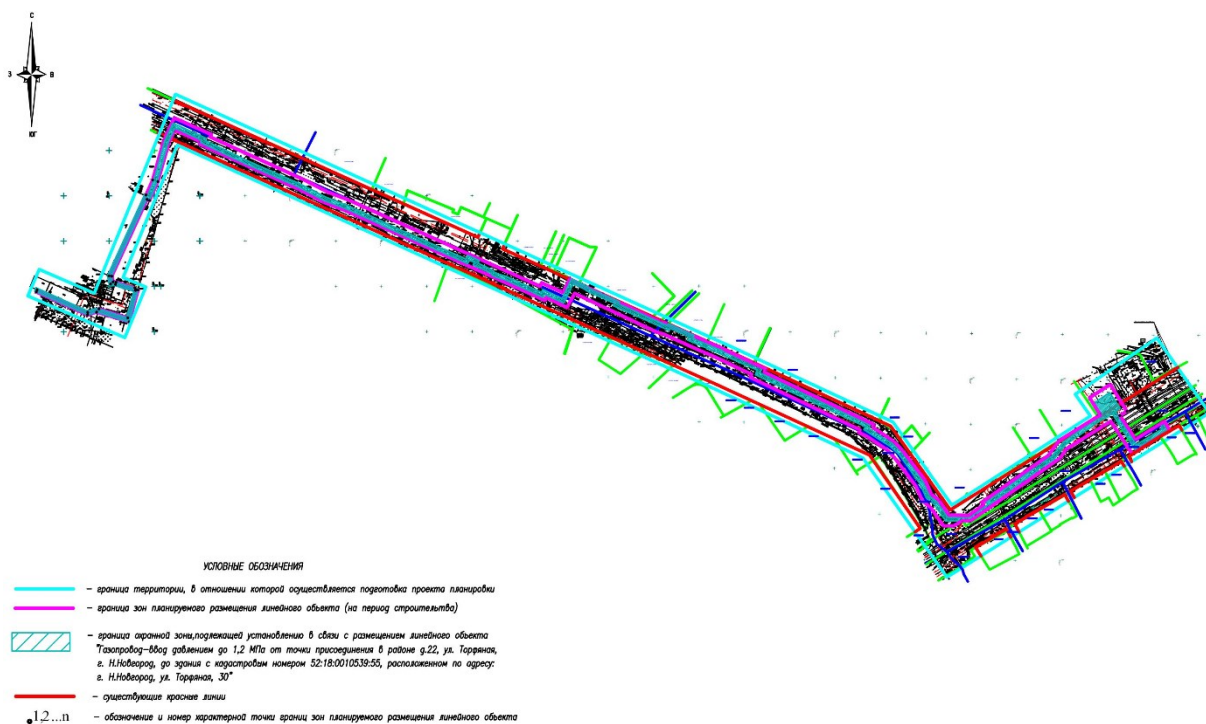 С
З В
ЮГ
УСЛОВНЫЕ ОБОЗНАЧЕНИЯ
– граница территории, в отношении которой осуществляется подготовка проекта планировки
– граница зон планируемого размещения линейного объекта (на период строительства)
– граница охранной зоны,подлежащей установлению в связи с размещением линейного объекта
"Газопровод–ввод давлением до 1,2 МПа от точки присоединения в районе д.22, ул. Торфяная,
г. Н.Новгород, до здания с кадастровым номером 52:18:0010539:55, расположенном по адресу:
г. Н.Новгород, ул. Торфяная, 30"
– существующие красные линии
1,2...n – обозначение и номер характерной точки границ зон планируемого размещения линейного объекта